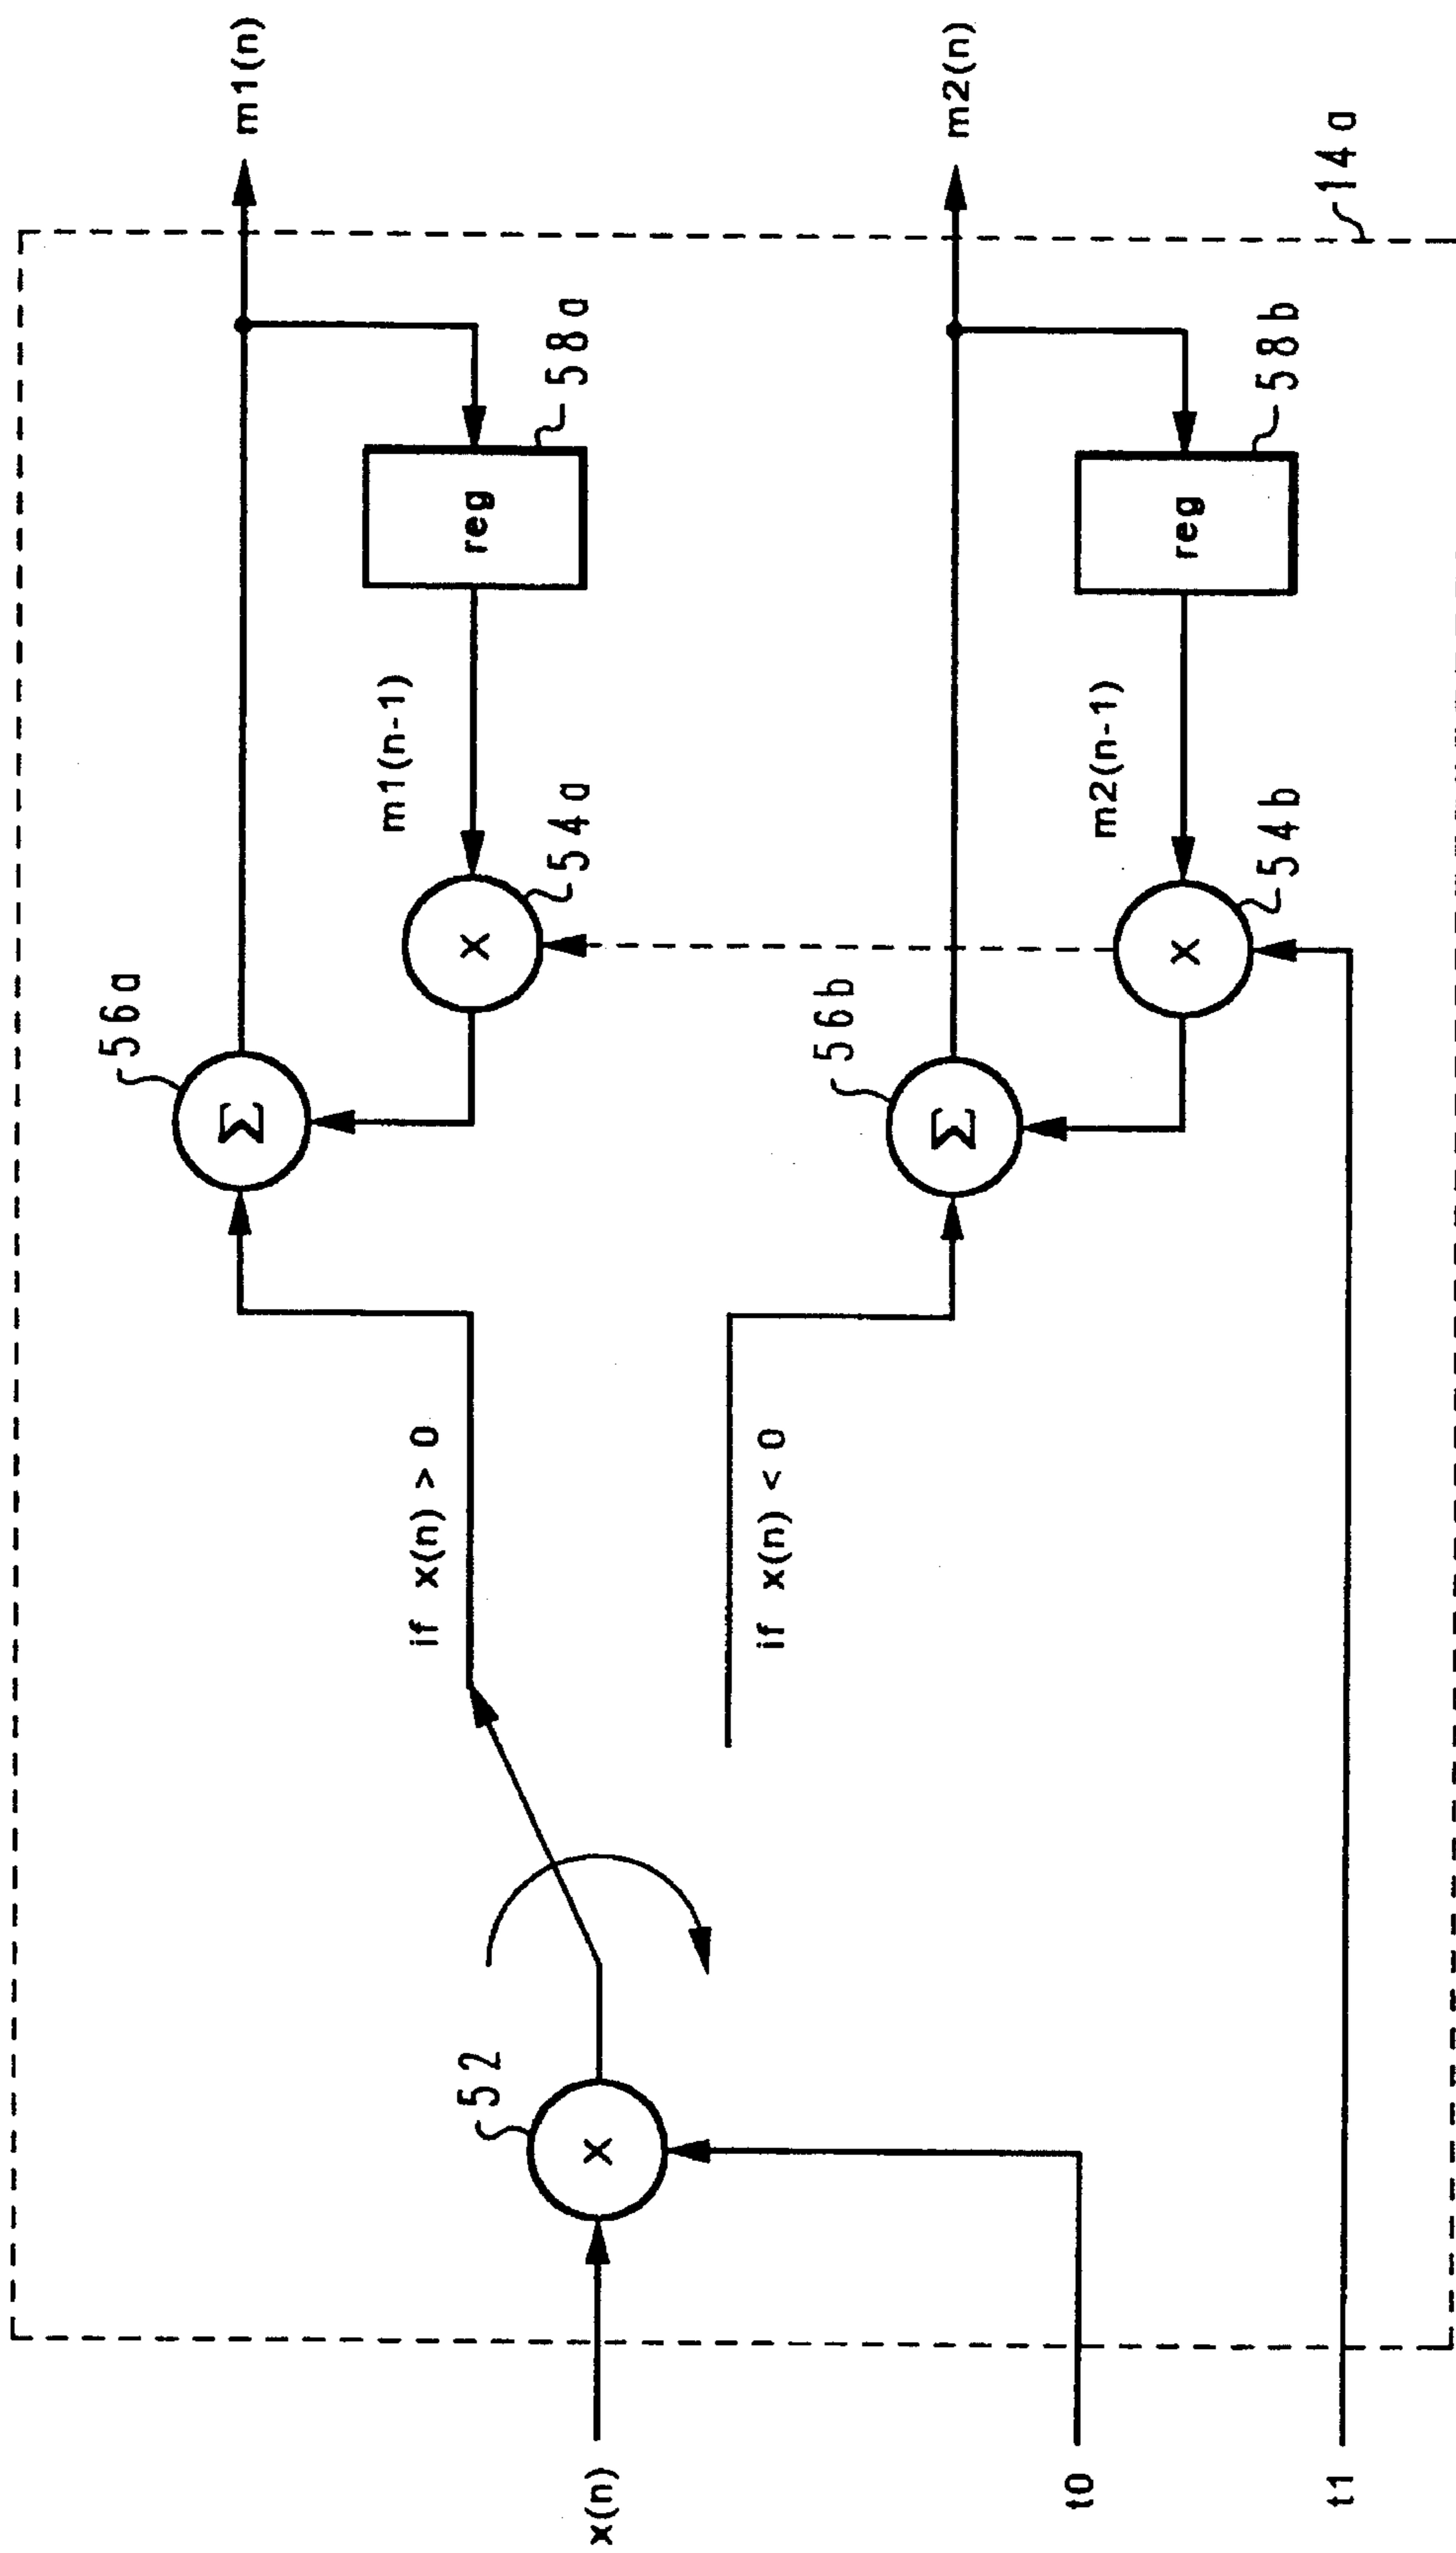 x(n)
t0
t1
x
52
if x(n) > 0
if x(n) < 0
Σ
56a
Σ
56b
x
54a
x
54b
m1(n-1)
m2(n-1)
reg
58a
reg
58b
m1(n)
m2(n)
14a